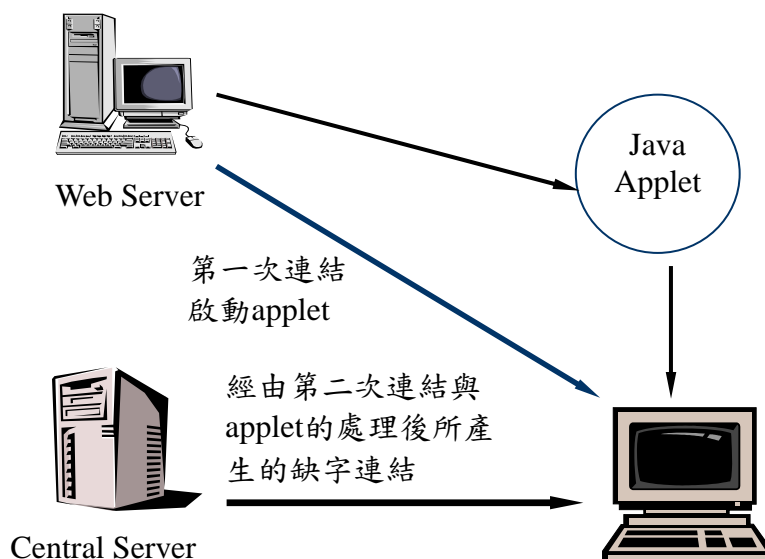 Java
Applet
Web Server
第一次連結
啟動applet
經由第二次連結與
applet的處理後所產
生的缺字連結
Central Server